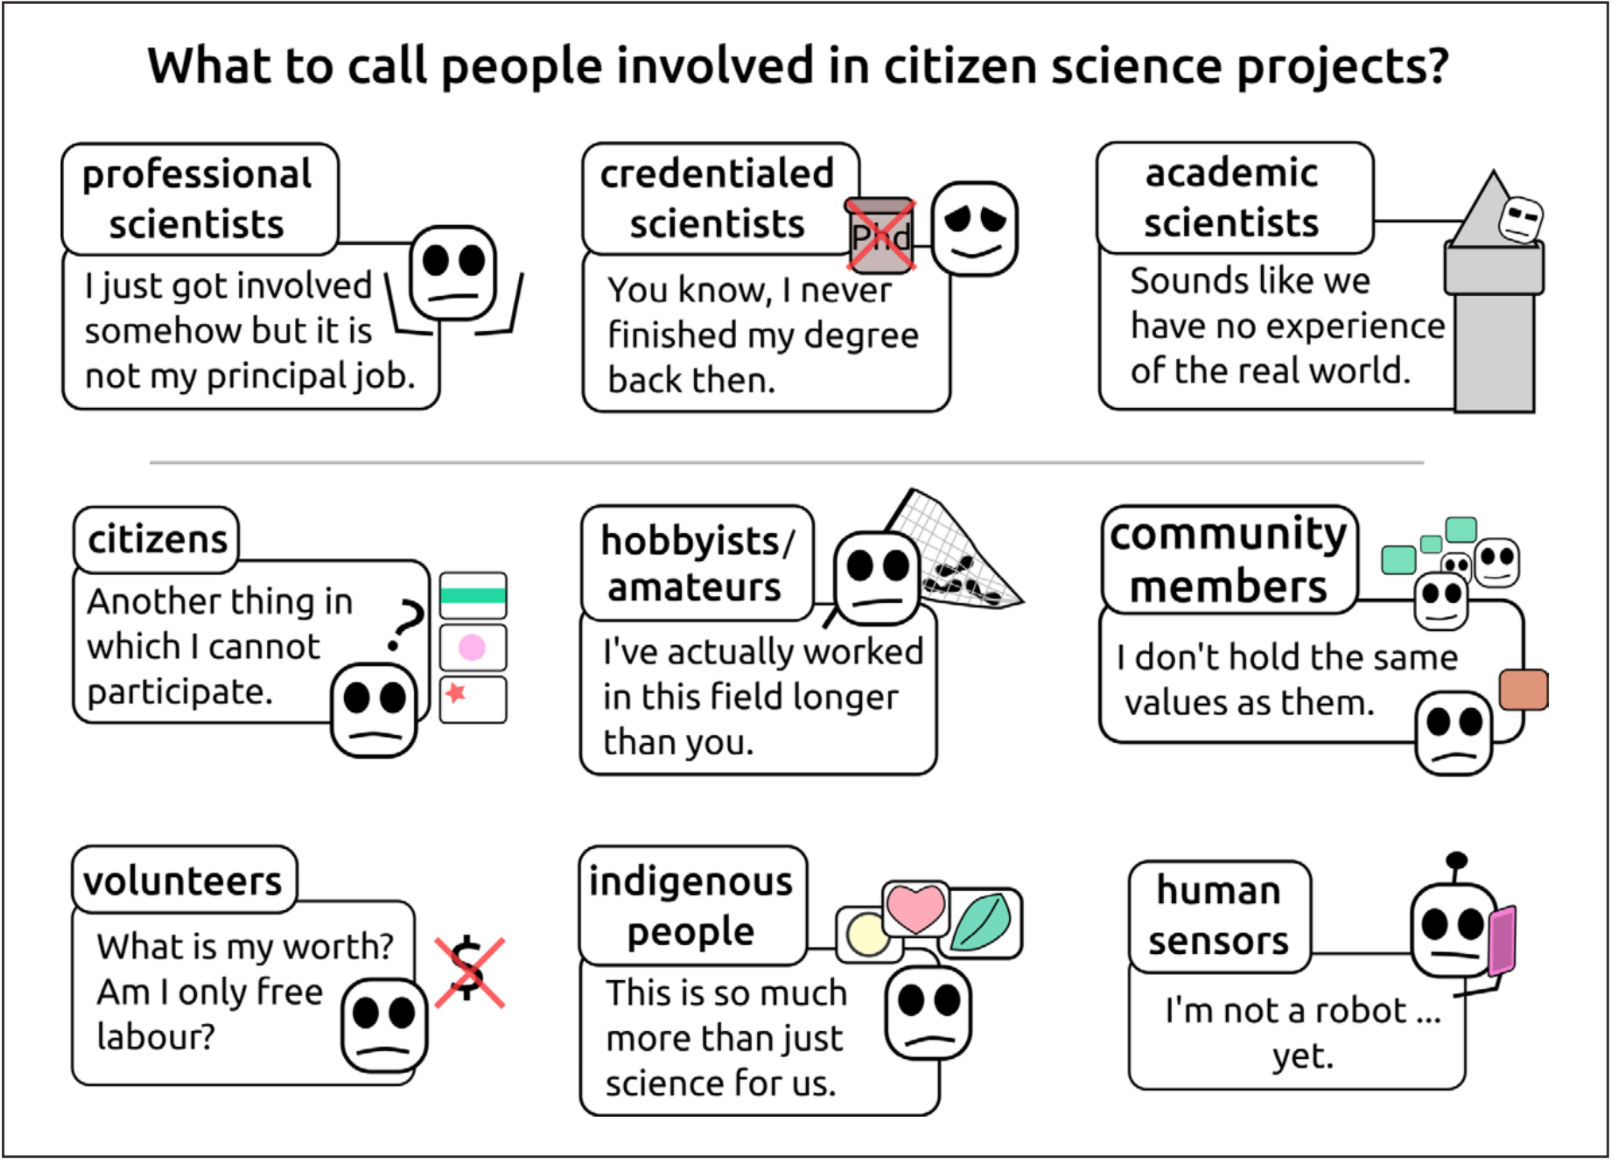 What to call people involved in citizen science projects?
professional
scientists
I just got involved
somehow but it is
not my principal job.
credentialed
scientists
Phd
You know, I never
finished my degree
back then.
academic
scientists
Sounds like we
have no experience
of the real world.
citizens
Another thing in
which I cannot
participate.
?
hobbyists/
amateurs
I've actually worked
in this field longer
than you.
community
members
I don't hold the same
values as them.
volunteers
What is my worth?
Am I only free
labour?
$
indigenous
people
This is so much
more than just
science for us.
human
sensors
I'm not a robot ...
yet.